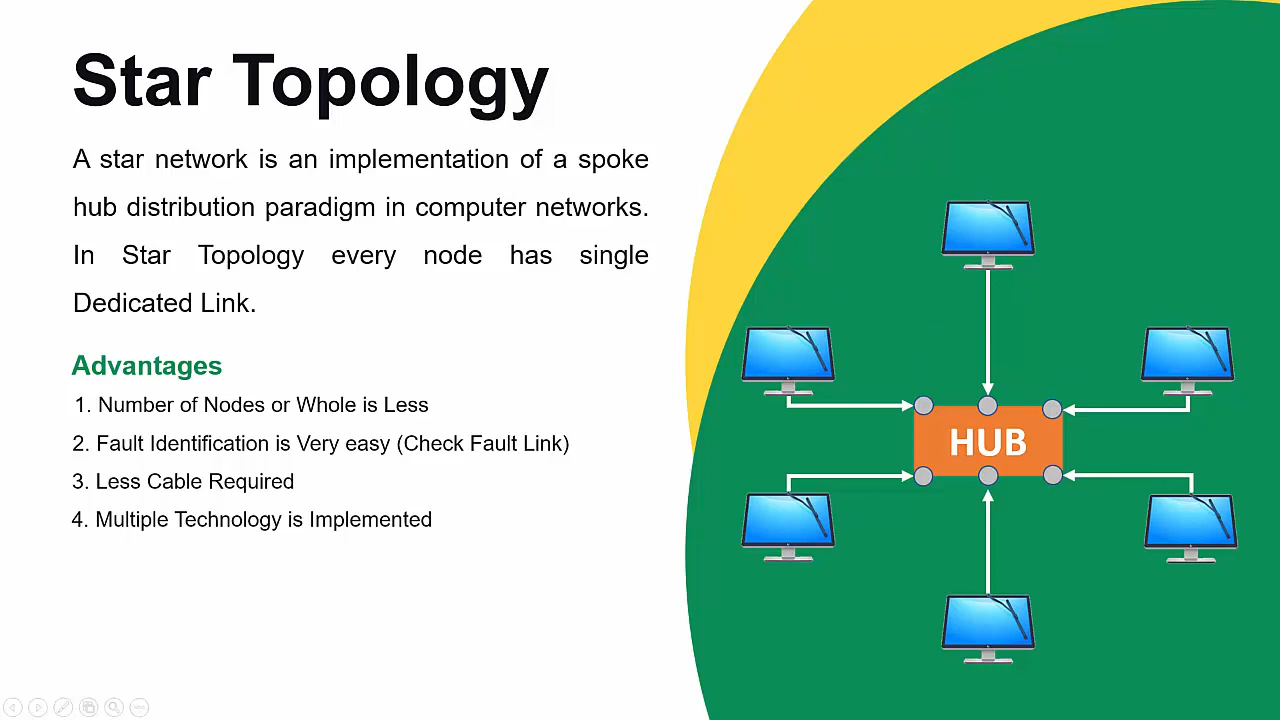 Star Topology
A star network is an implementation of a spoke
hub distribution paradigm in computer networks.
In Star Topology every node has single
Dedicated Link.
Advantages
1. Number of Nodes or Whole is Less
2. Fault Identification is Very easy (Check Fault Link)
3. Less Cable Required
4. Multiple Technology is Implemented
HUB